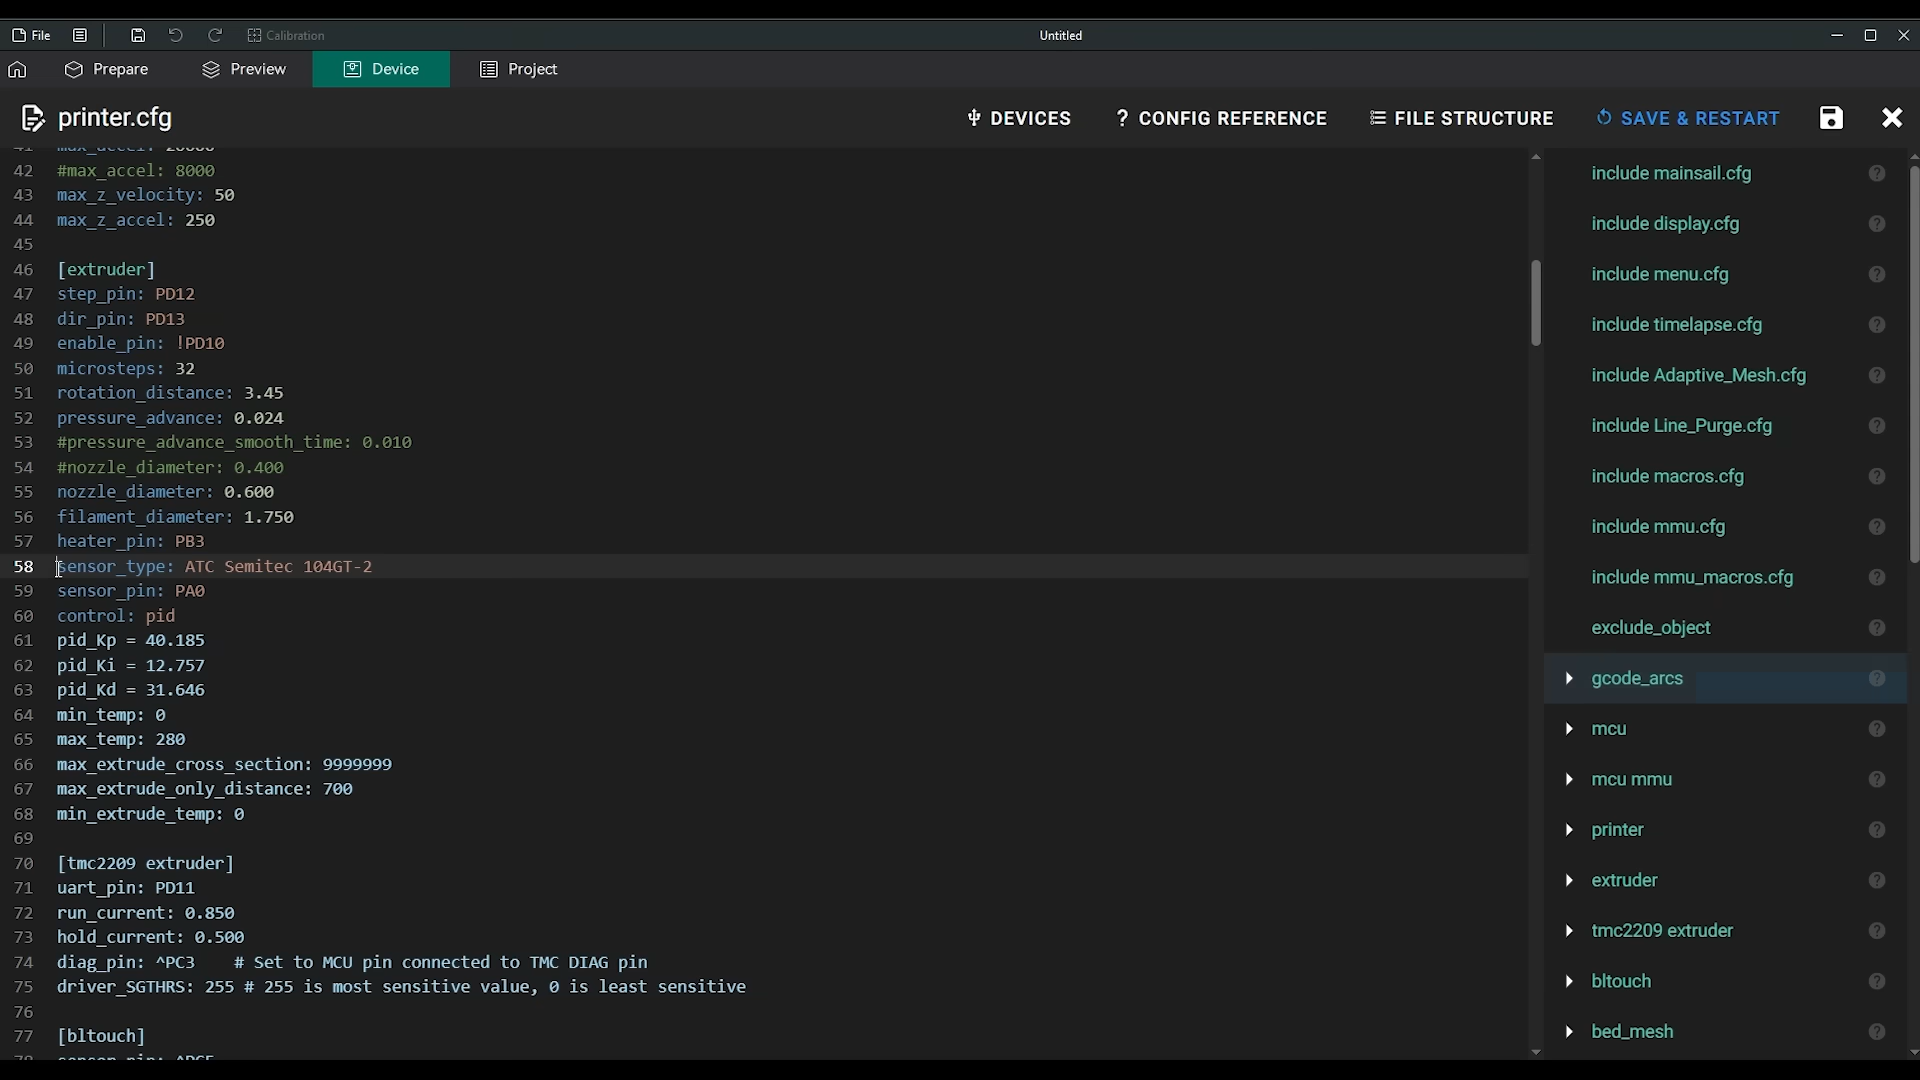 File
Calibration
Untitled
Prepare
Preview
Device
Project
printer.cfg
DEVICES
? CONFIG REFERENCE
FILE STRUCTURE
SAVE & RESTART
42 #max_accel: 8000
43 max_z_velocity: 50
44 max_z_accel: 250
45
46 [extruder]
47 step_pin: PD12
48 dir_pin: PD13
49 enable_pin: !PD10
50 microsteps: 32
51 rotation_distance: 3.45
52 pressure_advance: 0.024
53 #pressure_advance_smooth_time: 0.010
54 #nozzle_diameter: 0.400
55 nozzle_diameter: 0.600
56 filament_diameter: 1.750
57 heater_pin: PB3
58 sensor_type: ATC Semitec 104GT-2
59 sensor_pin: PA0
60 control: pid
61 pid_Kp = 40.185
62 pid_Ki = 12.757
63 pid_Kd = 31.646
64 min_temp: 0
65 max_temp: 280
66 max_extrude_cross_section: 9999999
67 max_extrude_only_distance: 700
68 min_extrude_temp: 0
69
70 [tmc2209 extruder]
71 uart_pin: PD11
72 run_current: 0.850
73 hold_current: 0.500
74 diag_pin: ^PC3    # Set to MCU pin connected to TMC DIAG pin
75 driver_SGTHRS: 255 # 255 is most sensitive value, 0 is least sensitive
76
77 [bltouch]
include mainsail.cfg ?
include display.cfg ?
include menu.cfg ?
include timelapse.cfg ?
include Adaptive_Mesh.cfg ?
include Line_Purge.cfg ?
include macros.cfg ?
include mmu.cfg ?
include mmu_macros.cfg ?
exclude_object ?
gcode_arcs ?
mcu ?
mcu mmu ?
printer ?
extruder ?
tmc2209 extruder ?
bltouch ?
bed_mesh ?